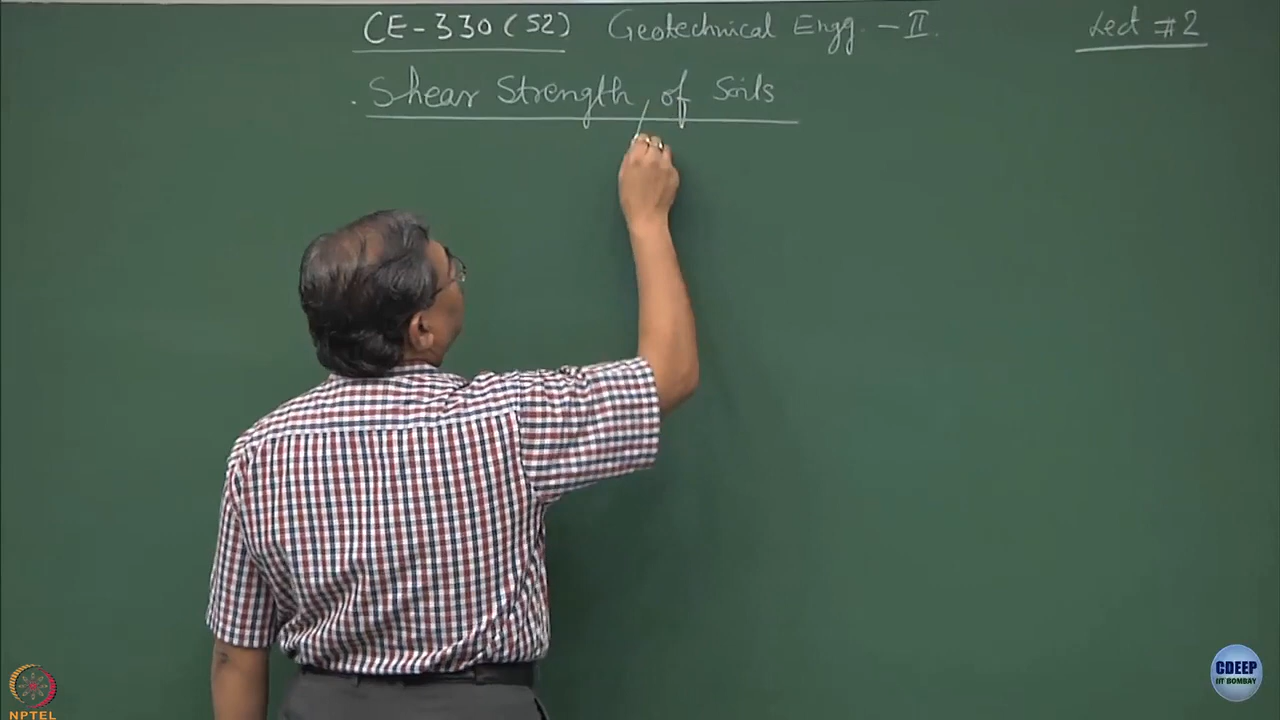 CE-330 (S2) Geotechnical Engg. - II. Lect #2
. Shear Strength of Soils
NPTEL
CDEEP
IIT BOMBAY